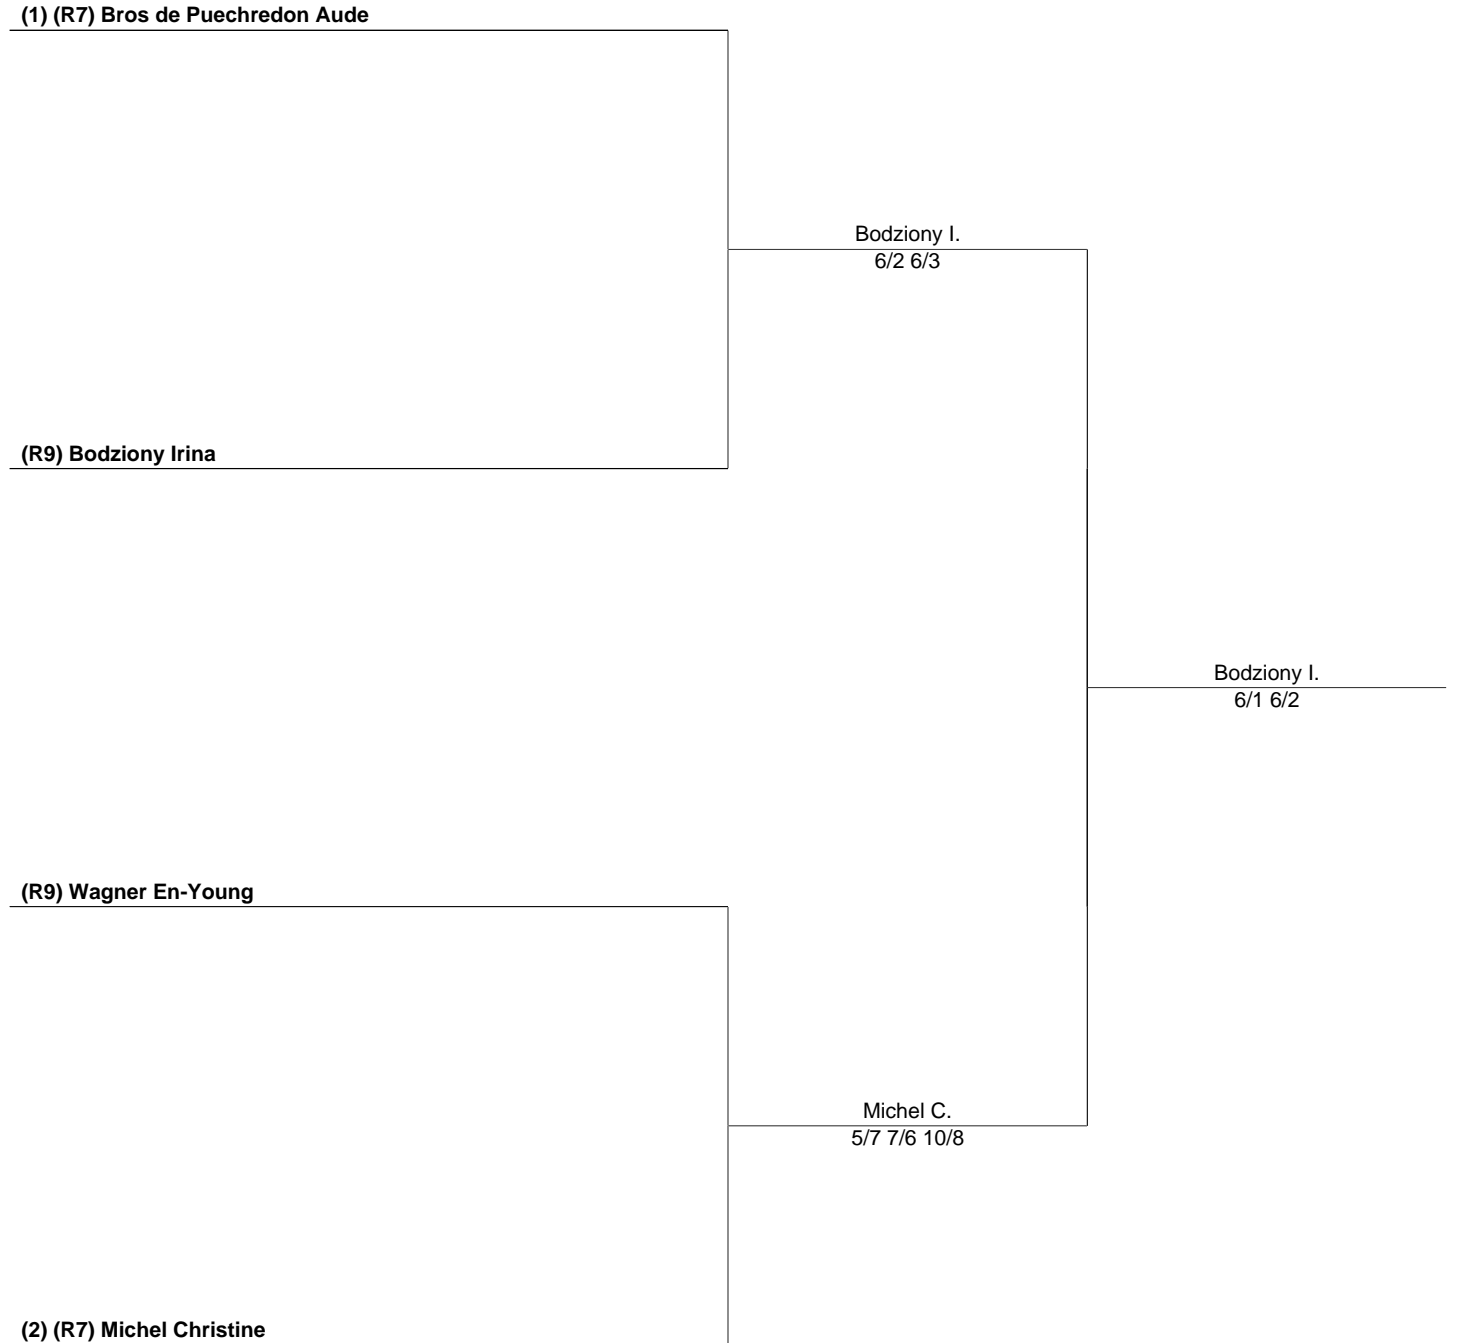 (1) (R7) Bros de Puechredon Aude
Bodziony I.
6/2 6/3
(R9) Bodziony Irina
Bodziony I.
6/1 6/2
(R9) Wagner En-Young
Michel C.
5/7 7/6 10/8
(2) (R7) Michel Christine